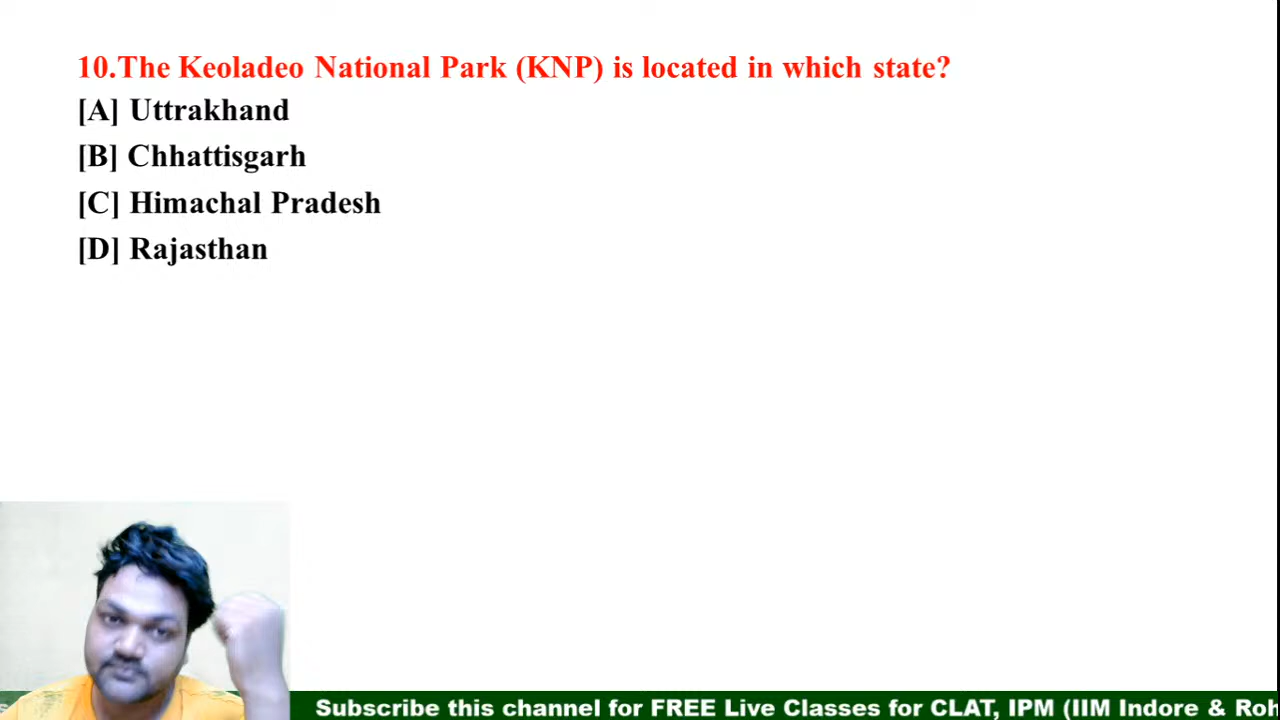 10.The Keoladeo National Park (KNP) is located in which state?
[A] Uttrakhand
[B] Chhattisgarh
[C] Himachal Pradesh
[D] Rajasthan
Subscribe this channel for FREE Live Classes for CLAT, IPM (IIM Indore & Roh